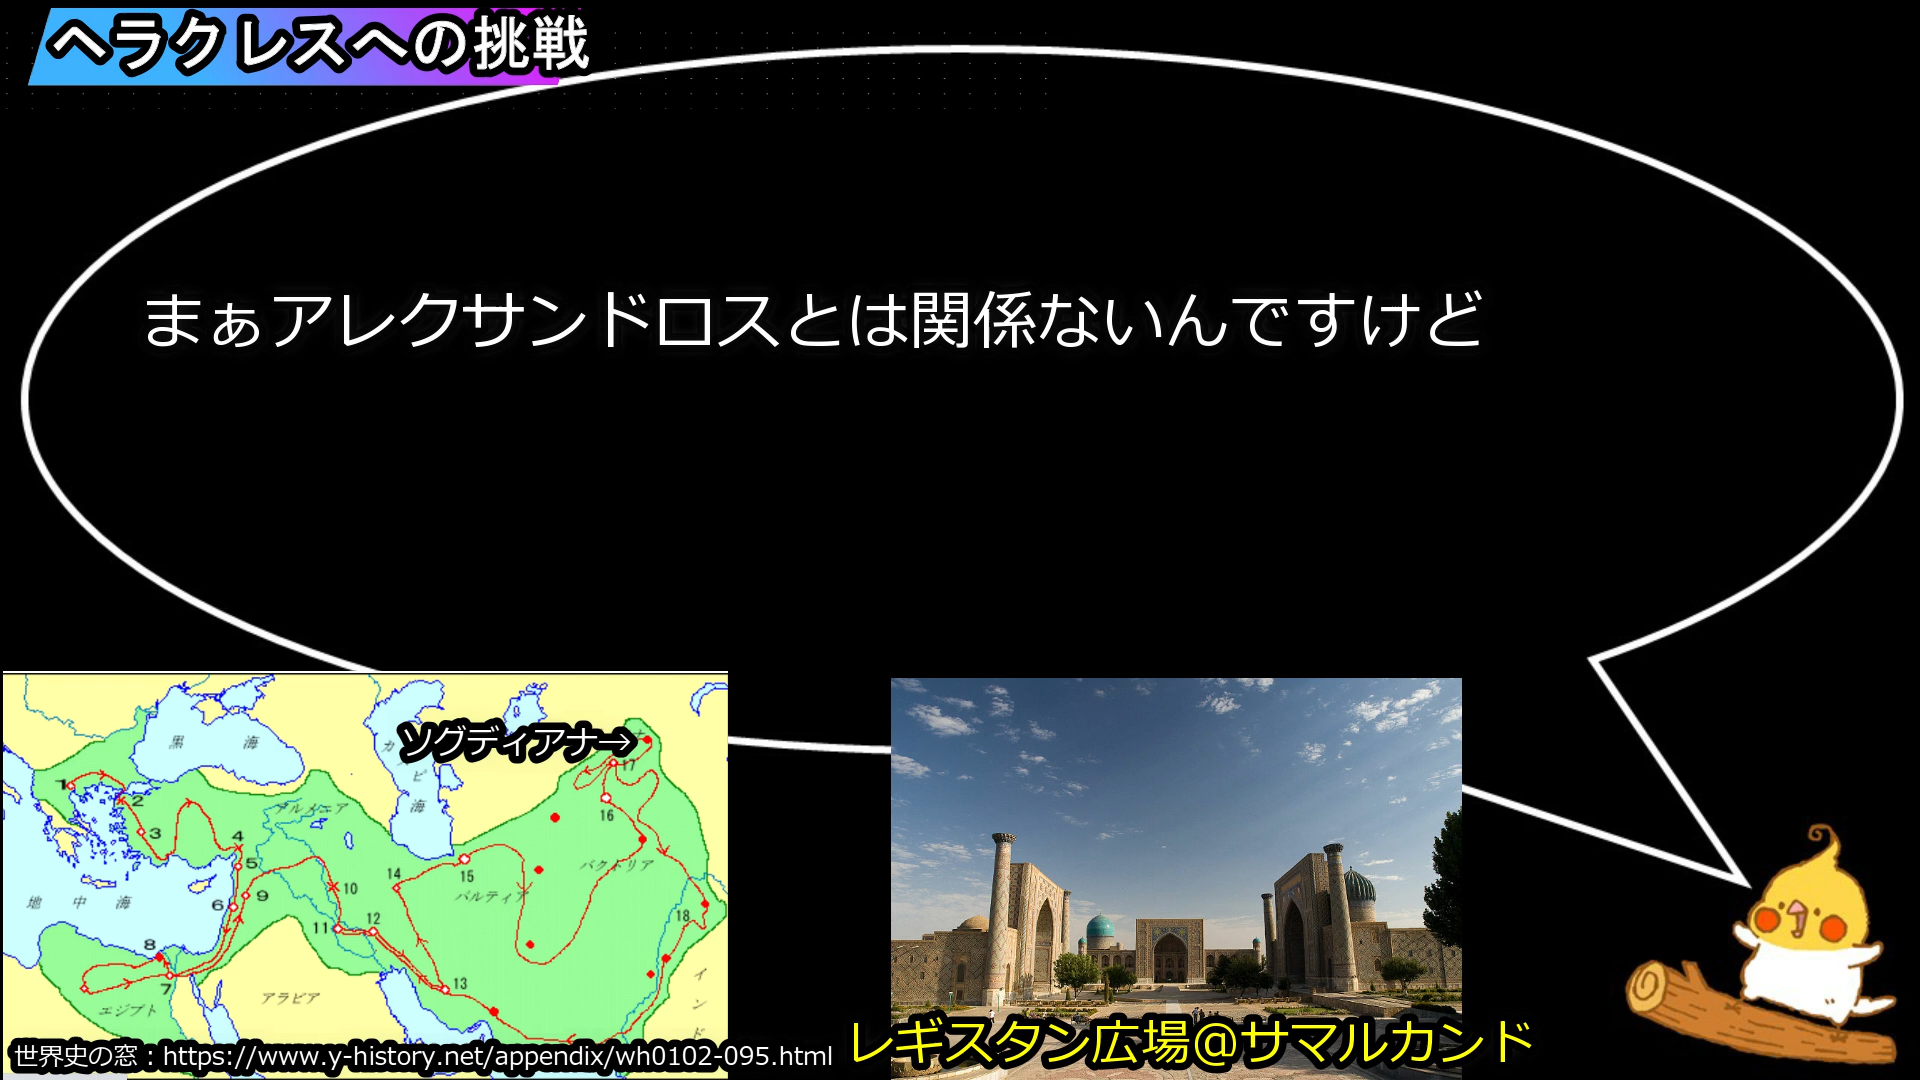 ヘラクレスへの挑戦
まぁアレクサンドロスとは関係ないんですけど
ソグディアナ→
黒 海
カ
ピ
海
アルメニア
バクトリア
パルティア
地 中 海
エジプト
アラビア
イ
ン
ド
1
2
3
4
5
6
7
8
9
10
11
12
13
14
15
16
17
18
世界史の窓：https://www.y-history.net/appendix/wh0102-095.html
レギスタン広場@サマルカンド